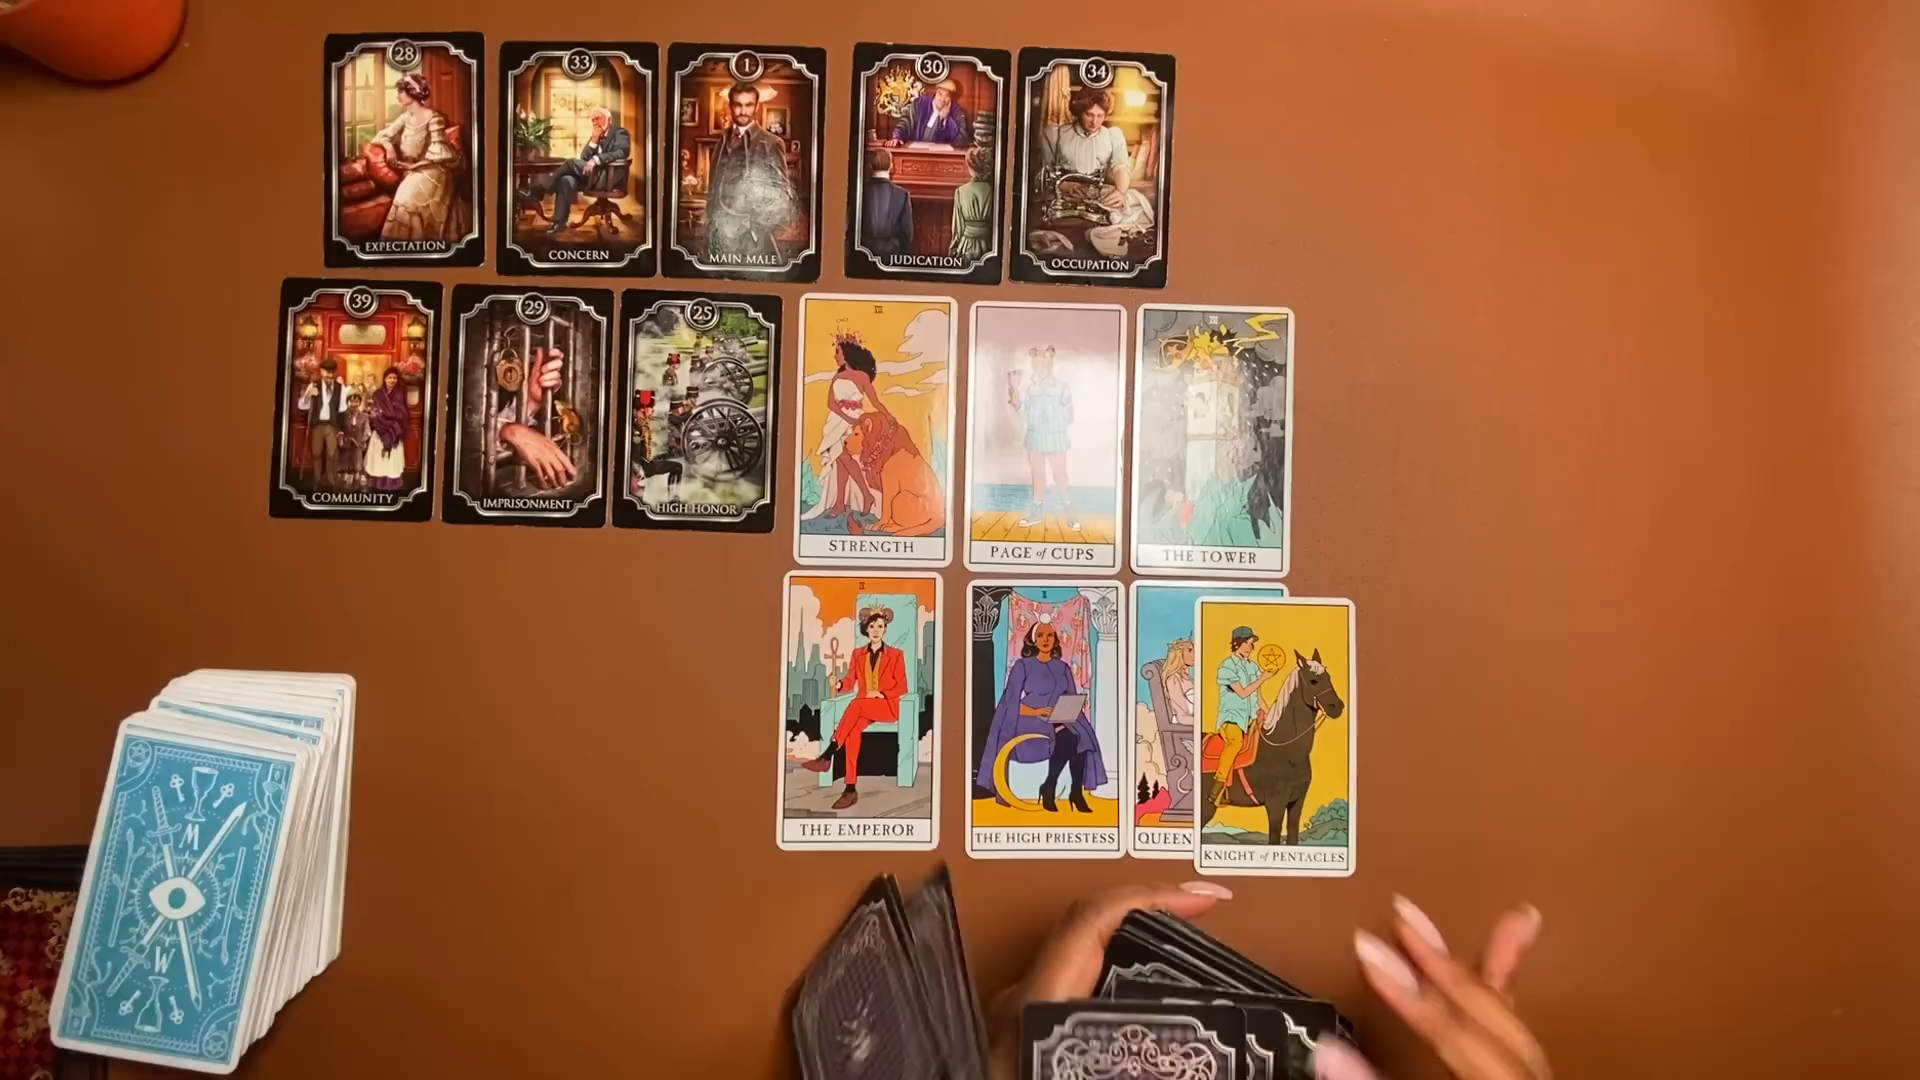 28
EXPECTATION
33
CONCERN
1
MAIN MALE
30
JUDICATION
34
OCCUPATION
39
COMMUNITY
29
IMPRISONMENT
25
HIGH HONOR
STRENGTH
PAGE of CUPS
THE TOWER
THE EMPEROR
II
THE HIGH PRIESTESS
QUEEN
KNIGHT of PENTACLES
M
W